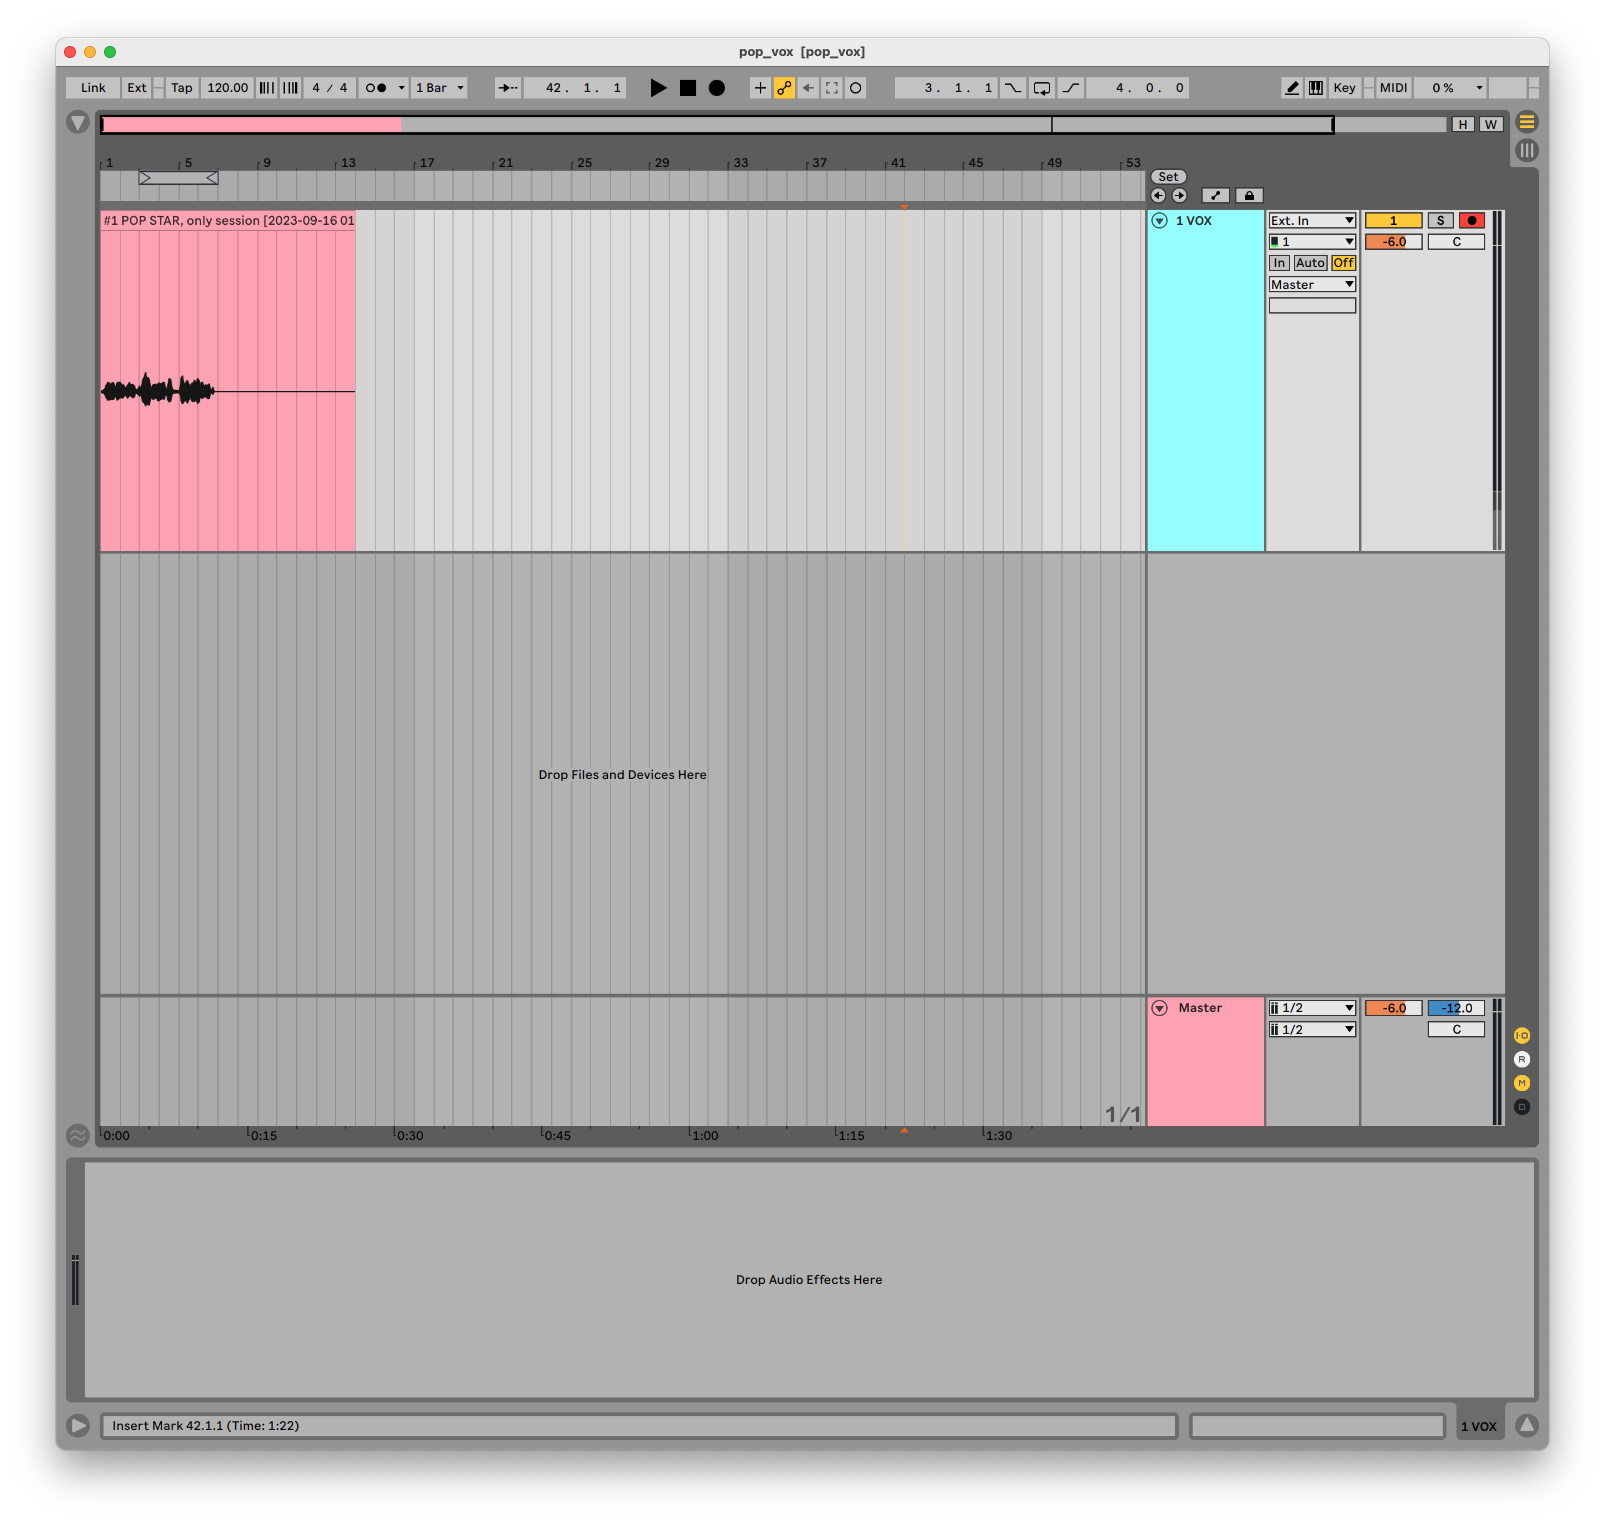 pop_vox [pop_vox]
Link Ext Tap 120.00 4 / 4 1 Bar 42. 1. 1 3. 1. 1 4. 0. 0 Key MIDI 0 %
H W
1 5 9 13 17 21 25 29 33 37 41 45 49 53
Set
#1 POP STAR, only session [2023-09-16 01
1 VOX Ext. In 1 S
1 -6.0 C
In Auto Off
Master
Drop Files and Devices Here
Master 1/2 -6.0 -12.0
1/2 C
I·O
R
M
D
1/1
0:00 0:15 0:30 0:45 1:00 1:15 1:30
Drop Audio Effects Here
Insert Mark 42.1.1 (Time: 1:22)
1 VOX